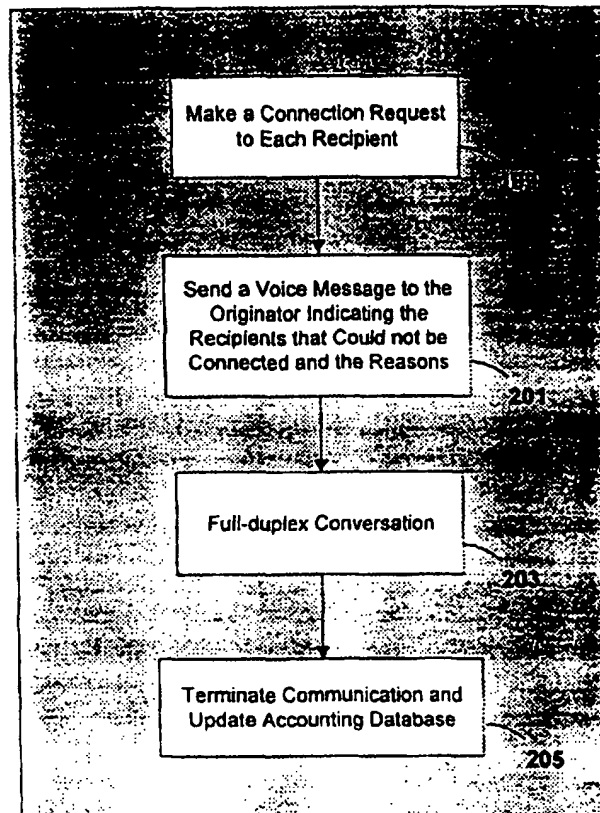 Make a Connection Request
to Each Recipient
Send a Voice Message to the
Originator Indicating the
Recipients that Could not be
Connected and the Reasons
201
Full-duplex Conversation
203
Terminate Communication and
Update Accounting Database
205